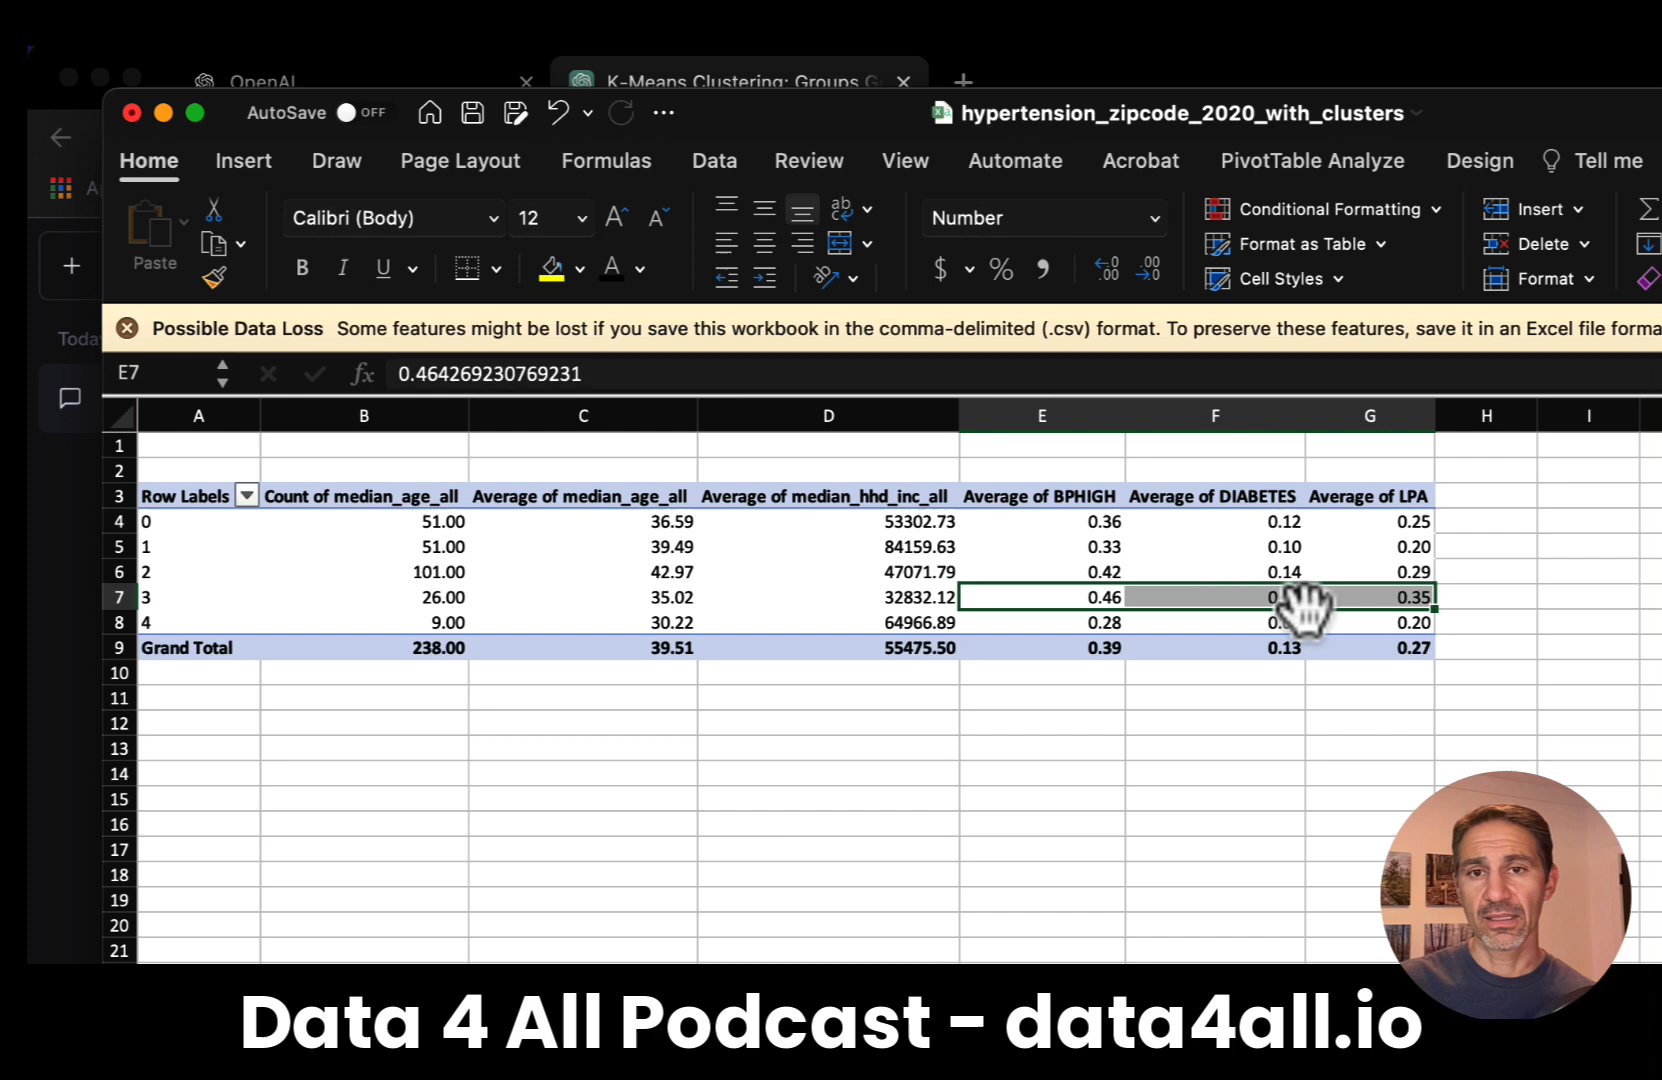 OpenAI
K-Means Clustering: Groups
AutoSave OFF
hypertension_zipcode_2020_with_clusters
Home Insert Draw Page Layout Formulas Data Review View Automate Acrobat PivotTable Analyze Design Tell me
Paste
Calibri (Body) 12
Number
Conditional Formatting
Format as Table
Cell Styles
Insert
Delete
Format
Possible Data Loss Some features might be lost if you save this workbook in the comma-delimited (.csv) format. To preserve these features, save it in an Excel file forma
Toda
E7 fx 0.464269230769231
A B C D E F G H I
1
2
3 Row Labels Count of median_age_all Average of median_age_all Average of median_hhd_inc_all Average of BPHIGH Average of DIABETES Average of LPA
4 0 51.00 36.59 53302.73 0.36 0.12 0.25
5 1 51.00 39.49 84159.63 0.33 0.10 0.20
6 2 101.00 42.97 47071.79 0.42 0.14 0.29
7 3 26.00 35.02 32832.12 0.46 0.35
8 4 9.00 30.22 64966.89 0.28 0.20
9 Grand Total 238.00 39.51 55475.50 0.39 0.13 0.27
10
11
12
13
14
15
16
17
18
19
20
21
Data 4 All Podcast - data4all.io